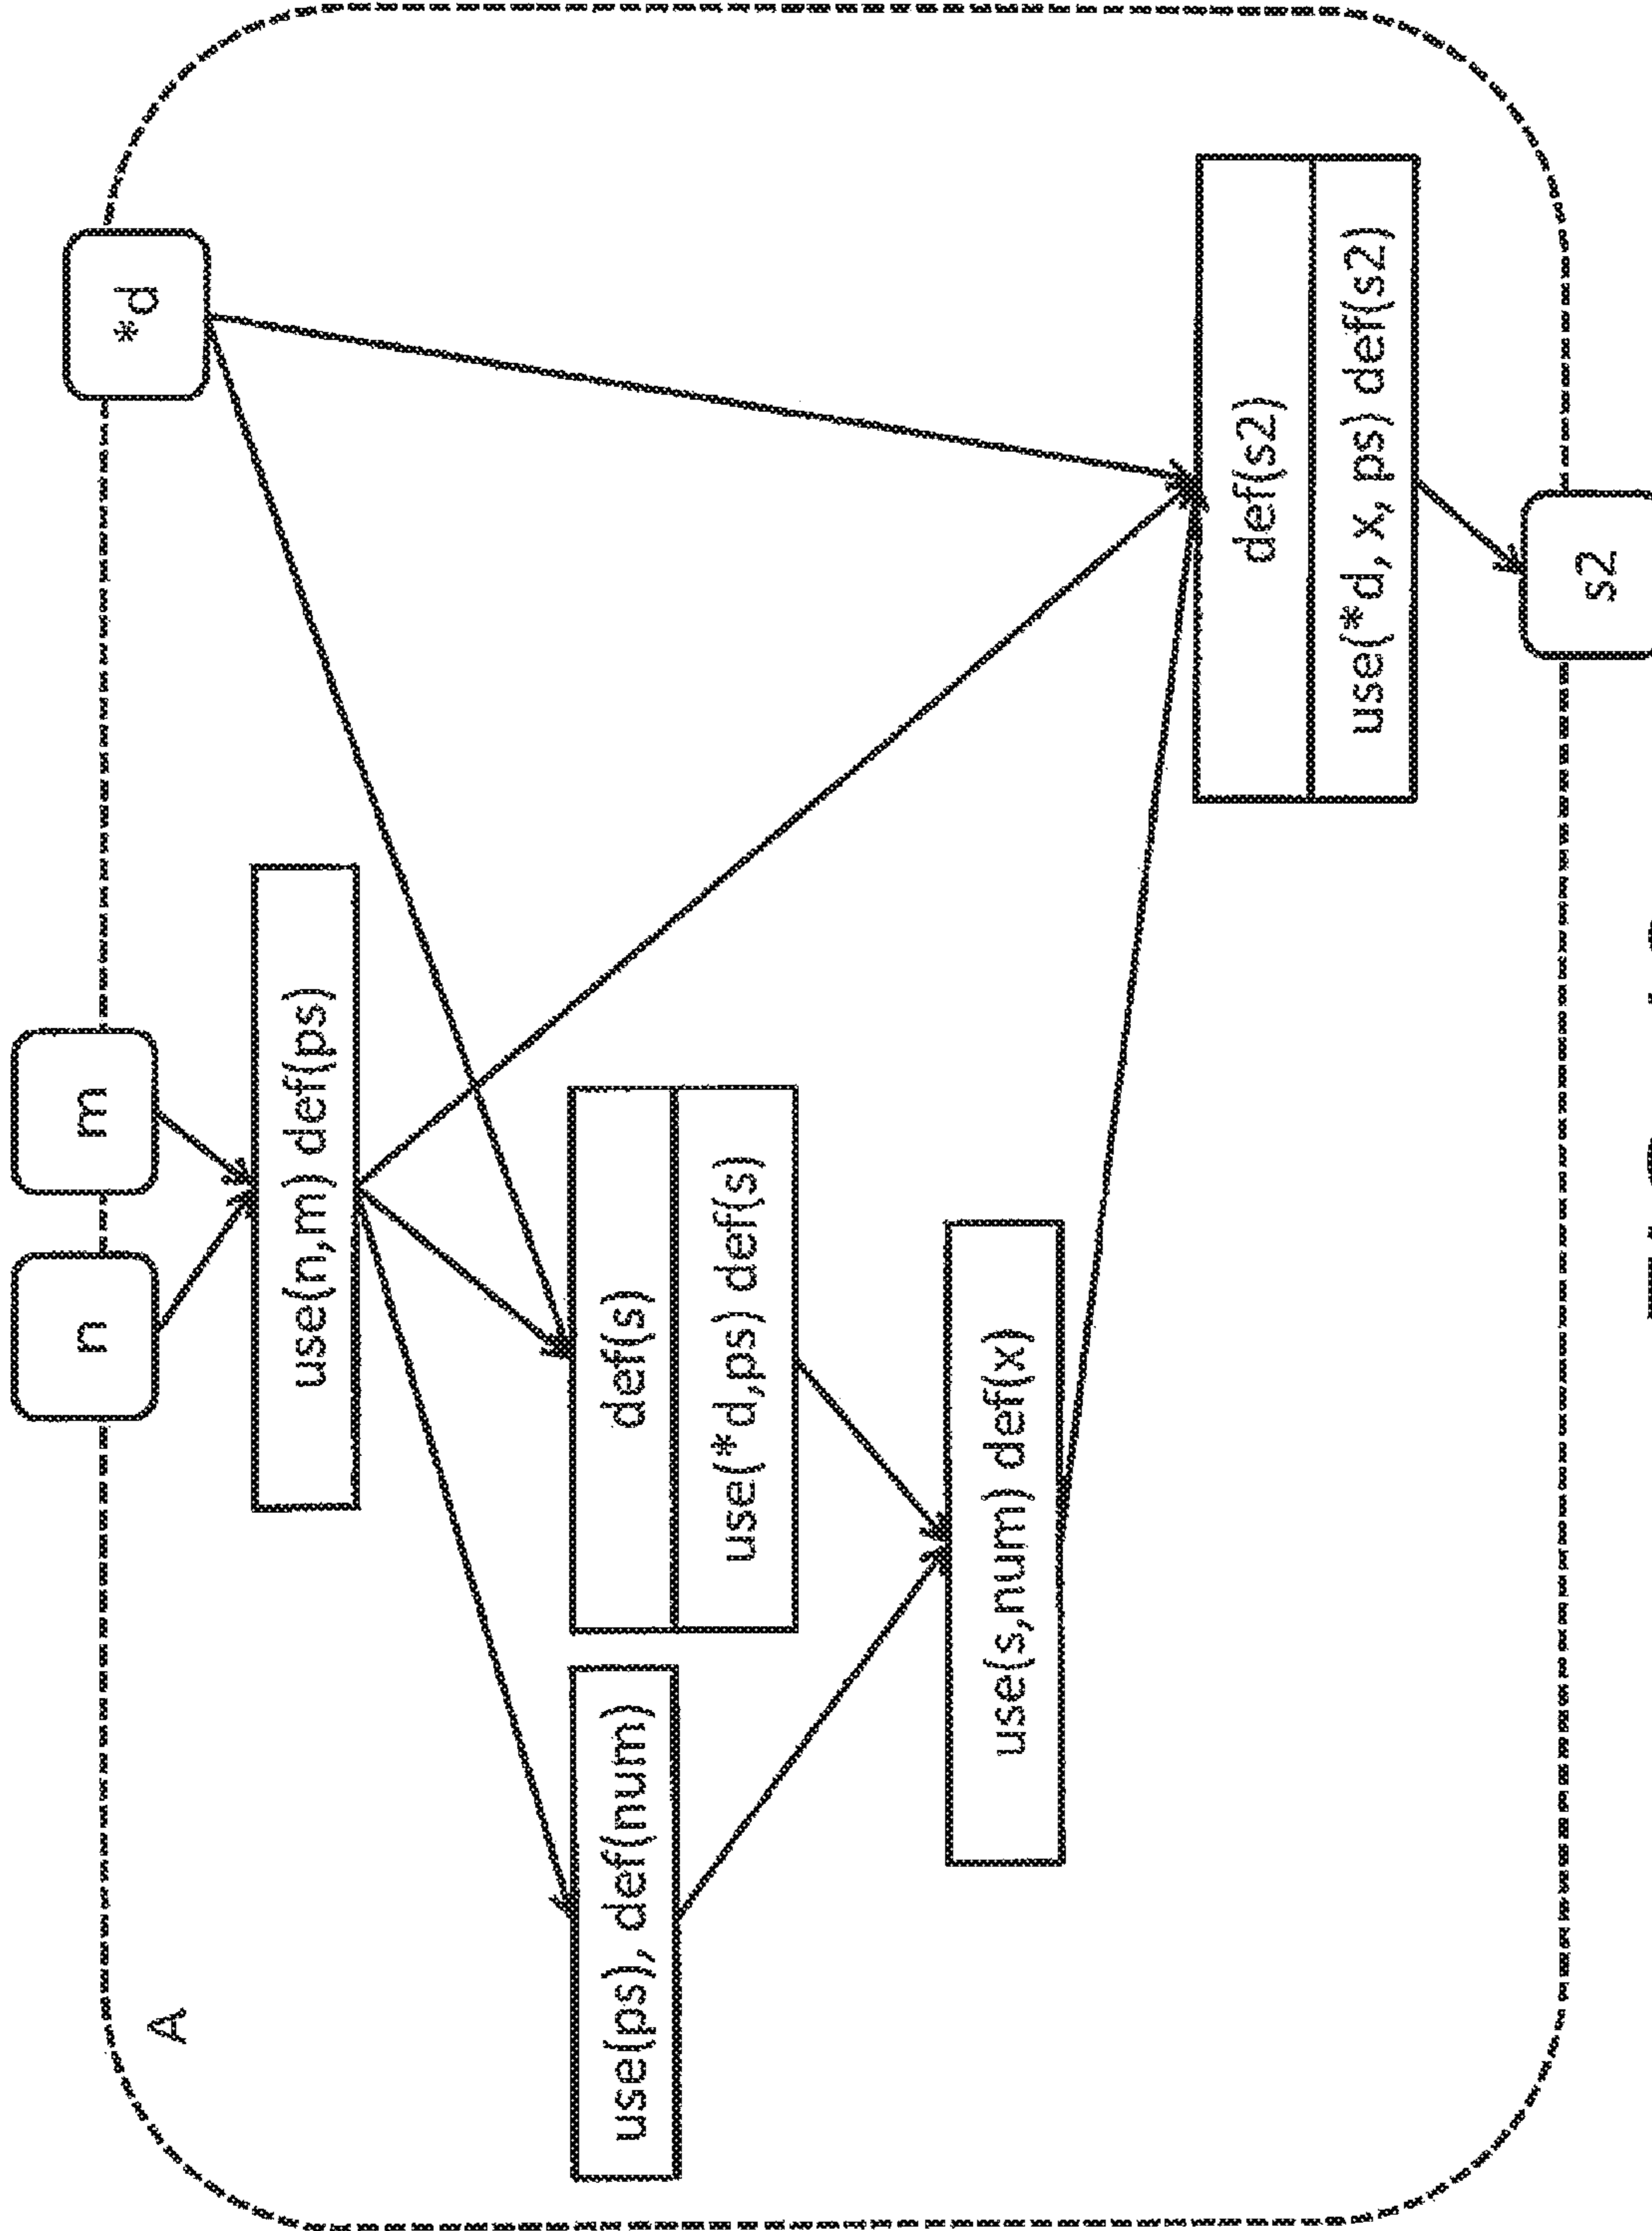 A
n
m
*d
use(n,m) def(ps)
use(ps), def(num)
def(s)
use(*d,ps) def(s)
use(s,num) def(x)
def(s2)
use(*d, x, ps) def(s2)
s2